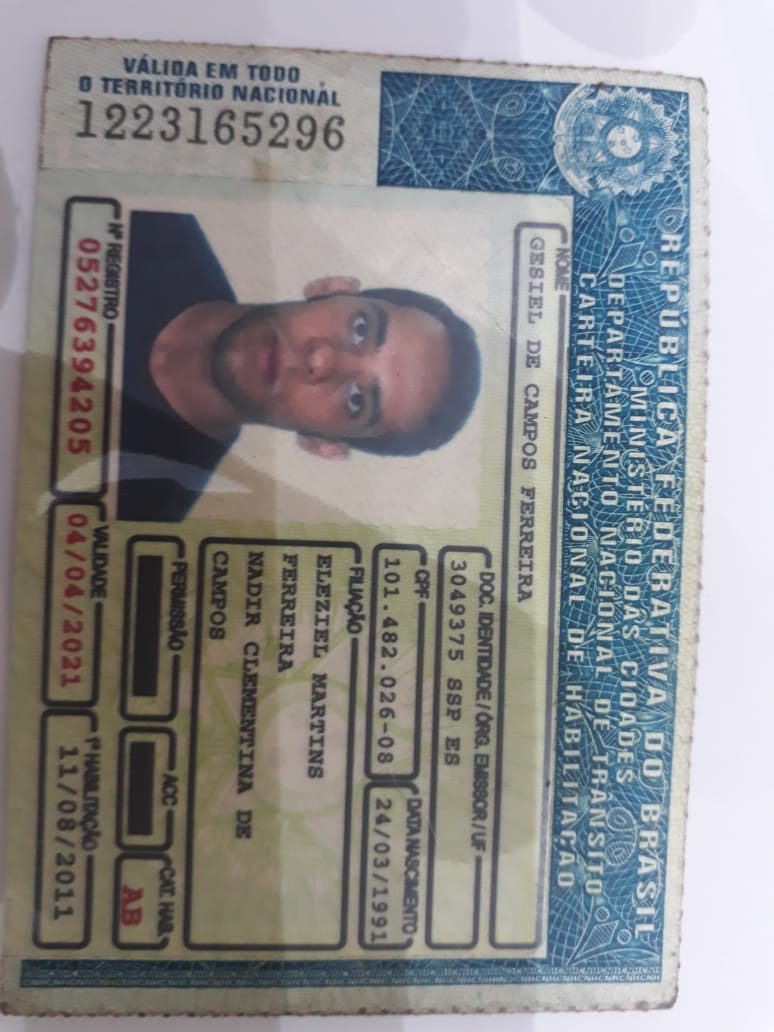 VÁLIDA EM TODO
O TERRITÓRIO NACIONAL
1223165296
REPÚBLICA FEDERATIVA DO BRASIL
MINISTÉRIO DAS CIDADES
DEPARTAMENTO NACIONAL DE TRÂNSITO
CARTEIRA NACIONAL DE HABILITAÇÃO
NOME
GESIEL DE CAMPOS FERREIRA
DOC. IDENTIDADE / ÓRG. EMISSOR / UF
3049375 SSP ES
CPF
101.482.026-08
DATA NASCIMENTO
24/03/1991
FILIAÇÃO
ELEZIEL MARTINS
FERREIRA
NADIR CLEMENTINA DE
CAMPOS
PERMISSÃO
ACC
CAT. HAB.
AB
Nº REGISTRO
05276394205
VALIDADE
04/04/2021
1ª HABILITAÇÃO
11/08/2011